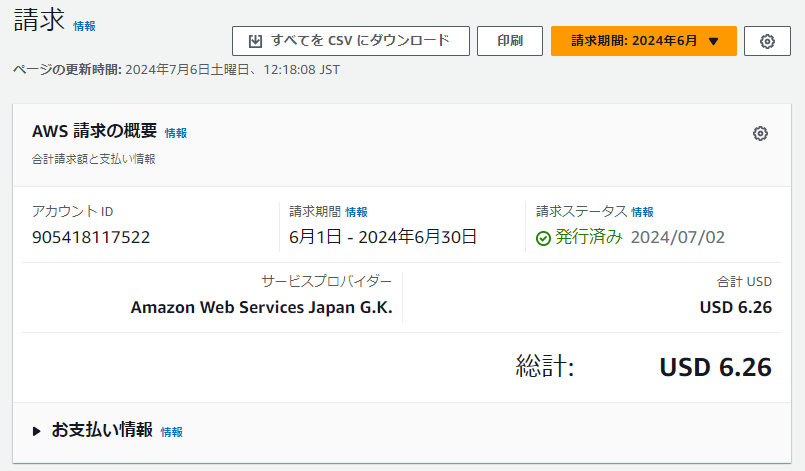 請求 情報
すべてを CSV にダウンロード 印刷 請求期間: 2024年6月
ページの更新時間: 2024年7月6日土曜日、12:18:08 JST
AWS 請求の概要 情報
合計請求額と支払い情報
アカウント ID 請求期間 情報 請求ステータス 情報
905418117522 6月1日 - 2024年6月30日 発行済み 2024/07/02
サービスプロバイダー 合計 USD
Amazon Web Services Japan G.K. USD 6.26
総計: USD 6.26
お支払い情報 情報